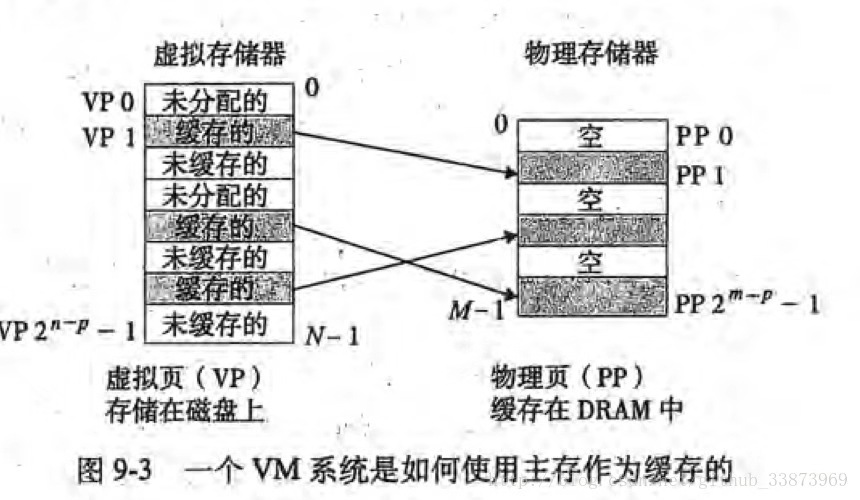 虚拟存储器
物理存储器
VP 0
未分配的
0
VP 1
缓存的
未缓存的
未分配的
缓存的
未缓存的
缓存的
VP 2^{n-p} - 1
未缓存的
N-1
0
空
PP 0
PP 1
空
空
M-1
PP 2^{m-p} - 1
虚拟页（VP）
存储在磁盘上
物理页（PP）
缓存在 DRAM 中
图 9-3 一个 VM 系统是如何使用主存作为缓存的